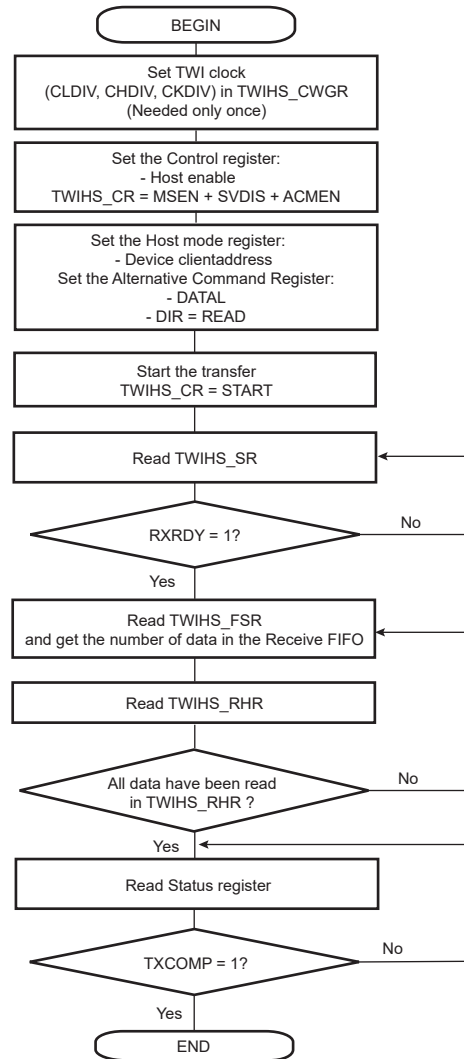 BEGIN
Set TWI clock
(CLDIV, CHDIV, CKDIV) in TWIHS_CWGR
(Needed only once)
Set the Control register:
- Host enable
TWIHS_CR = MSEN + SVDIS + ACMEN
Set the Host mode register:
- Device clientaddress
Set the Alternative Command Register:
- DATAL
- DIR = READ
Start the transfer
TWIHS_CR = START
Read TWIHS_SR
RXRDY = 1?
No
Yes
Read TWIHS_FSR
and get the number of data in the Receive FIFO
Read TWIHS_RHR
All data have been read
in TWIHS_RHR ?
No
Yes
Read Status register
TXCOMP = 1?
No
Yes
END